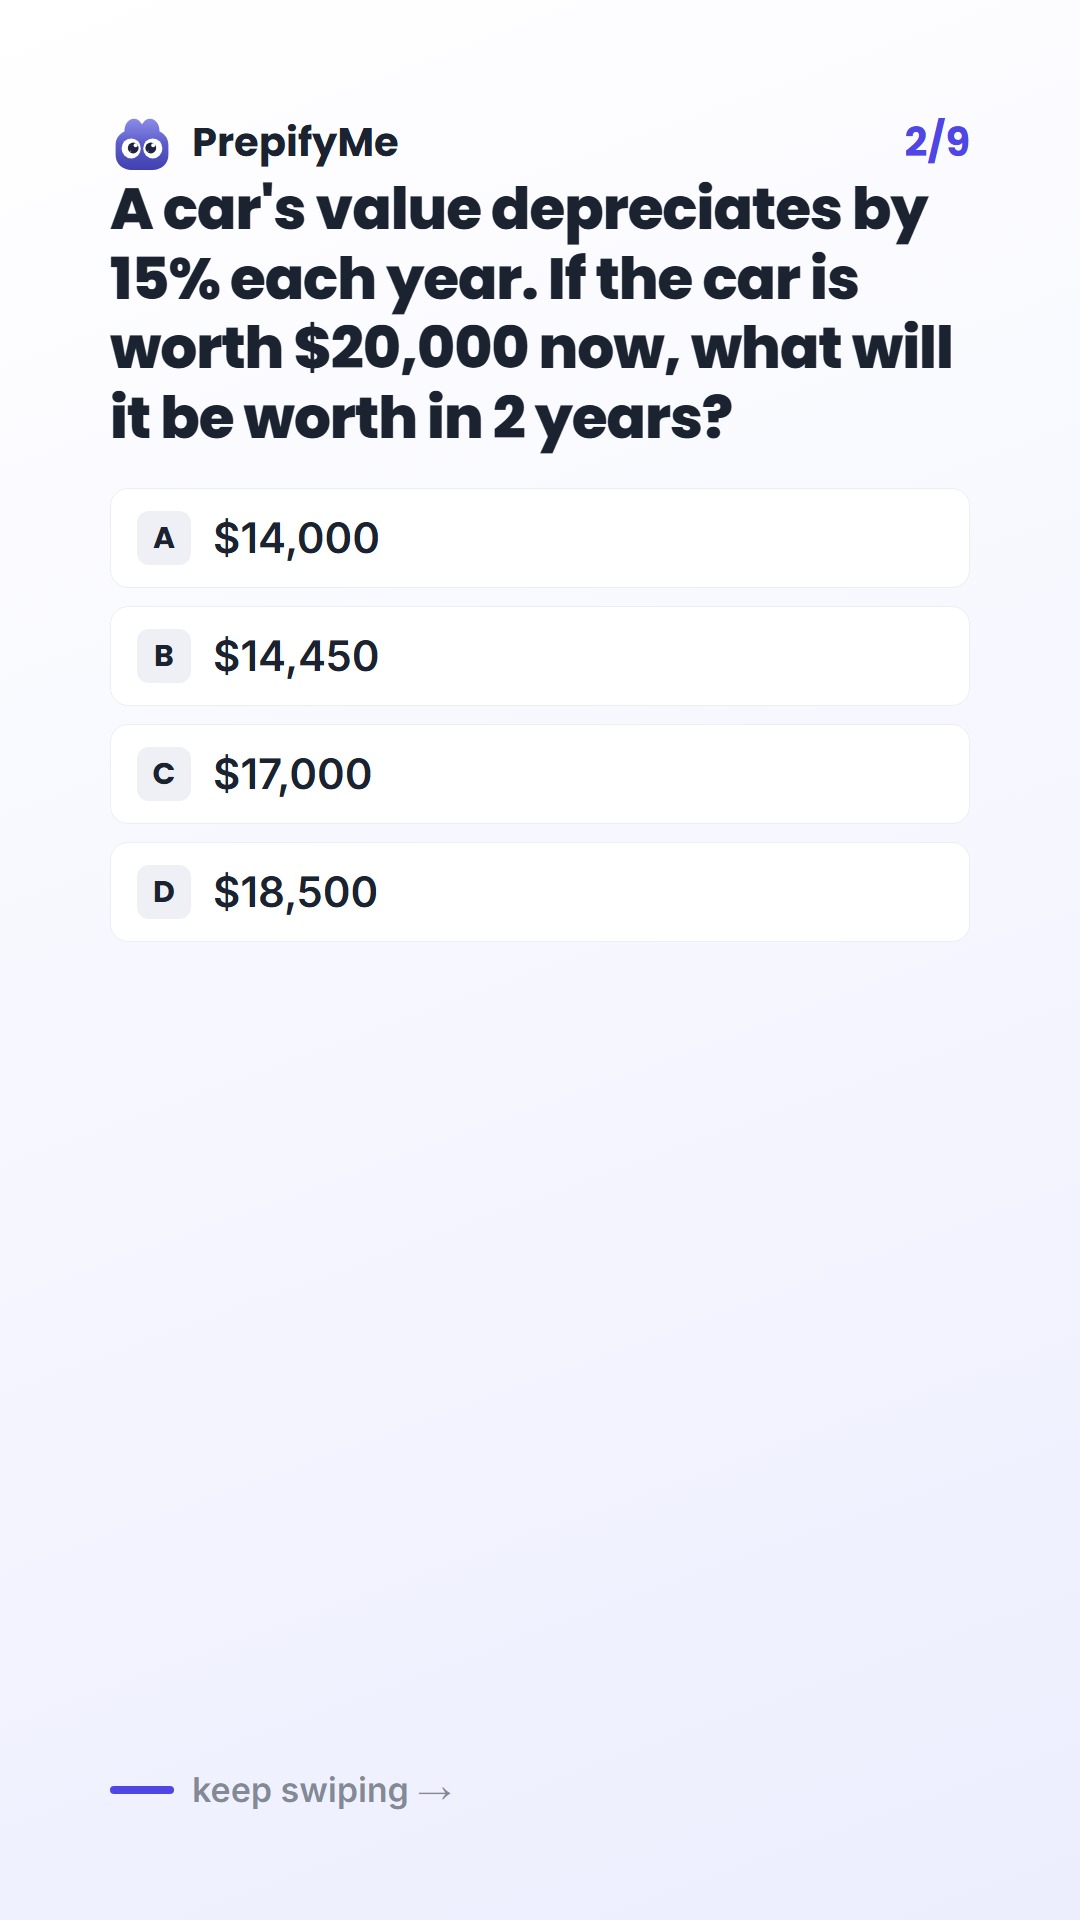 PrepifyMe
2/9
A car's value depreciates by
15% each year. If the car is
worth $20,000 now, what will
it be worth in 2 years?
A $14,000
B $14,450
C $17,000
D $18,500
keep swiping →